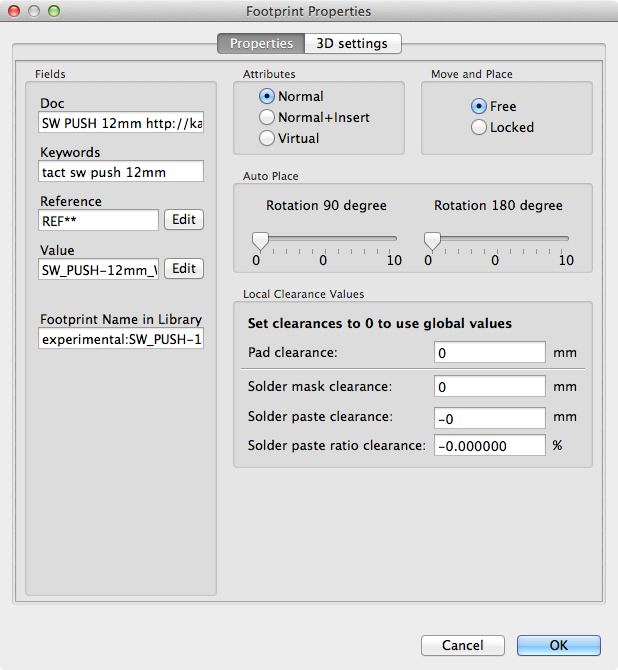 Footprint Properties
Properties
3D settings
Fields
Doc
SW PUSH 12mm http://ka
Keywords
tact sw push 12mm
Reference
REF**
Edit
Value
SW_PUSH-12mm_\
Edit
Footprint Name in Library
experimental:SW_PUSH-1
Attributes
Normal
Normal+Insert
Virtual
Move and Place
Free
Locked
Auto Place
Rotation 90 degree
0 0 10
Rotation 180 degree
0 0 10
Local Clearance Values
Set clearances to 0 to use global values
Pad clearance: 0 mm
Solder mask clearance: 0 mm
Solder paste clearance: -0 mm
Solder paste ratio clearance: -0.000000 %
Cancel
OK